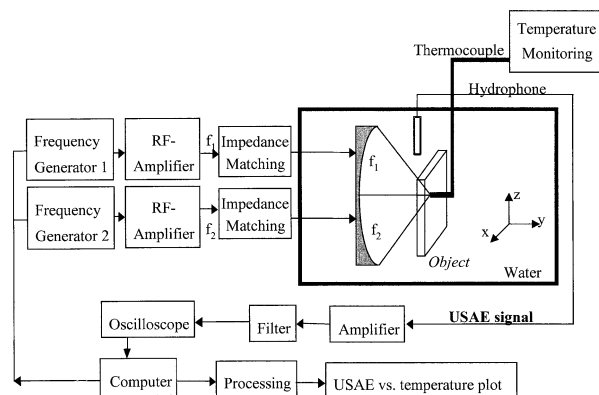 Temperature
Monitoring
Thermocouple
Hydrophone
Frequency
Generator 1
RF-
Amplifier
f1
Impedance
Matching
f1
Frequency
Generator 2
RF-
Amplifier
f2
Impedance
Matching
f2
z
y
x
Object
Water
USAE signal
Oscilloscope
Filter
Amplifier
Computer
Processing
USAE vs. temperature plot